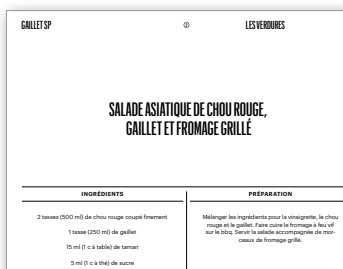 GAILLET SP
LES VERDURES
SALADE ASIATIQUE DE CHOU ROUGE,
GAILLET ET FROMAGE GRILLÉ
INGRÉDIENTS
PRÉPARATION
2 tasses (500 ml) de chou rouge coupé finement
1 tasse (250 ml) de gaillet
15 ml (1 c à table) de tamari
5 ml (1 c à thé) de sucre
Mélanger les ingrédients pour la vinaigrette, le chou
rouge et le gaillet. Faire cuire le fromage à feu vif
sur le bbq. Servir la salade accompagnée de mor-
ceaux de fromage grillé.